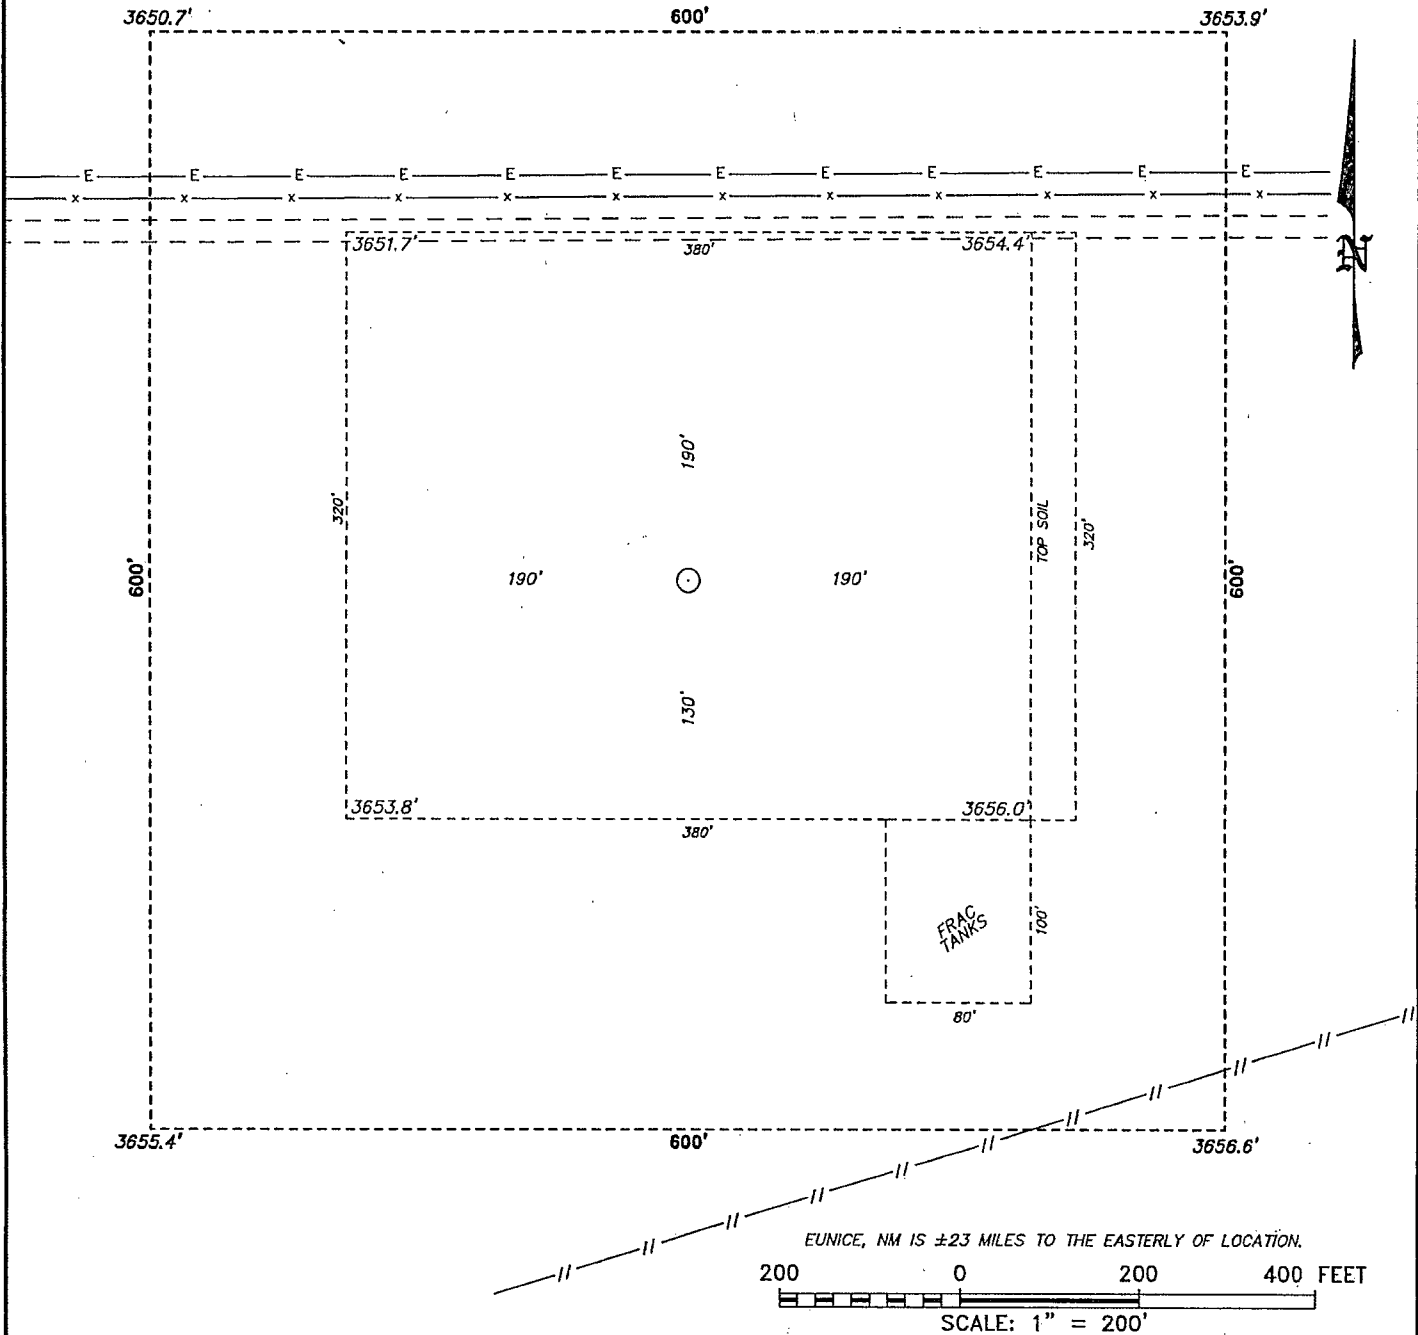 3650.7' 600' 3653.9'
E E E E E E E E E E E E
x x x x x x x x x x x x
N
3651.7' 380' 3654.4'
190'
320' TOP SOIL 320'
600' 190' 190' 600'
130'
3653.8' 3656.0'
380'
FRAC
TANKS
100'
80'
3655.4' 600' 3656.6'
EUNICE, NM IS ±23 MILES TO THE EASTERLY OF LOCATION.
200 0 200 400 FEET
SCALE: 1" = 200'